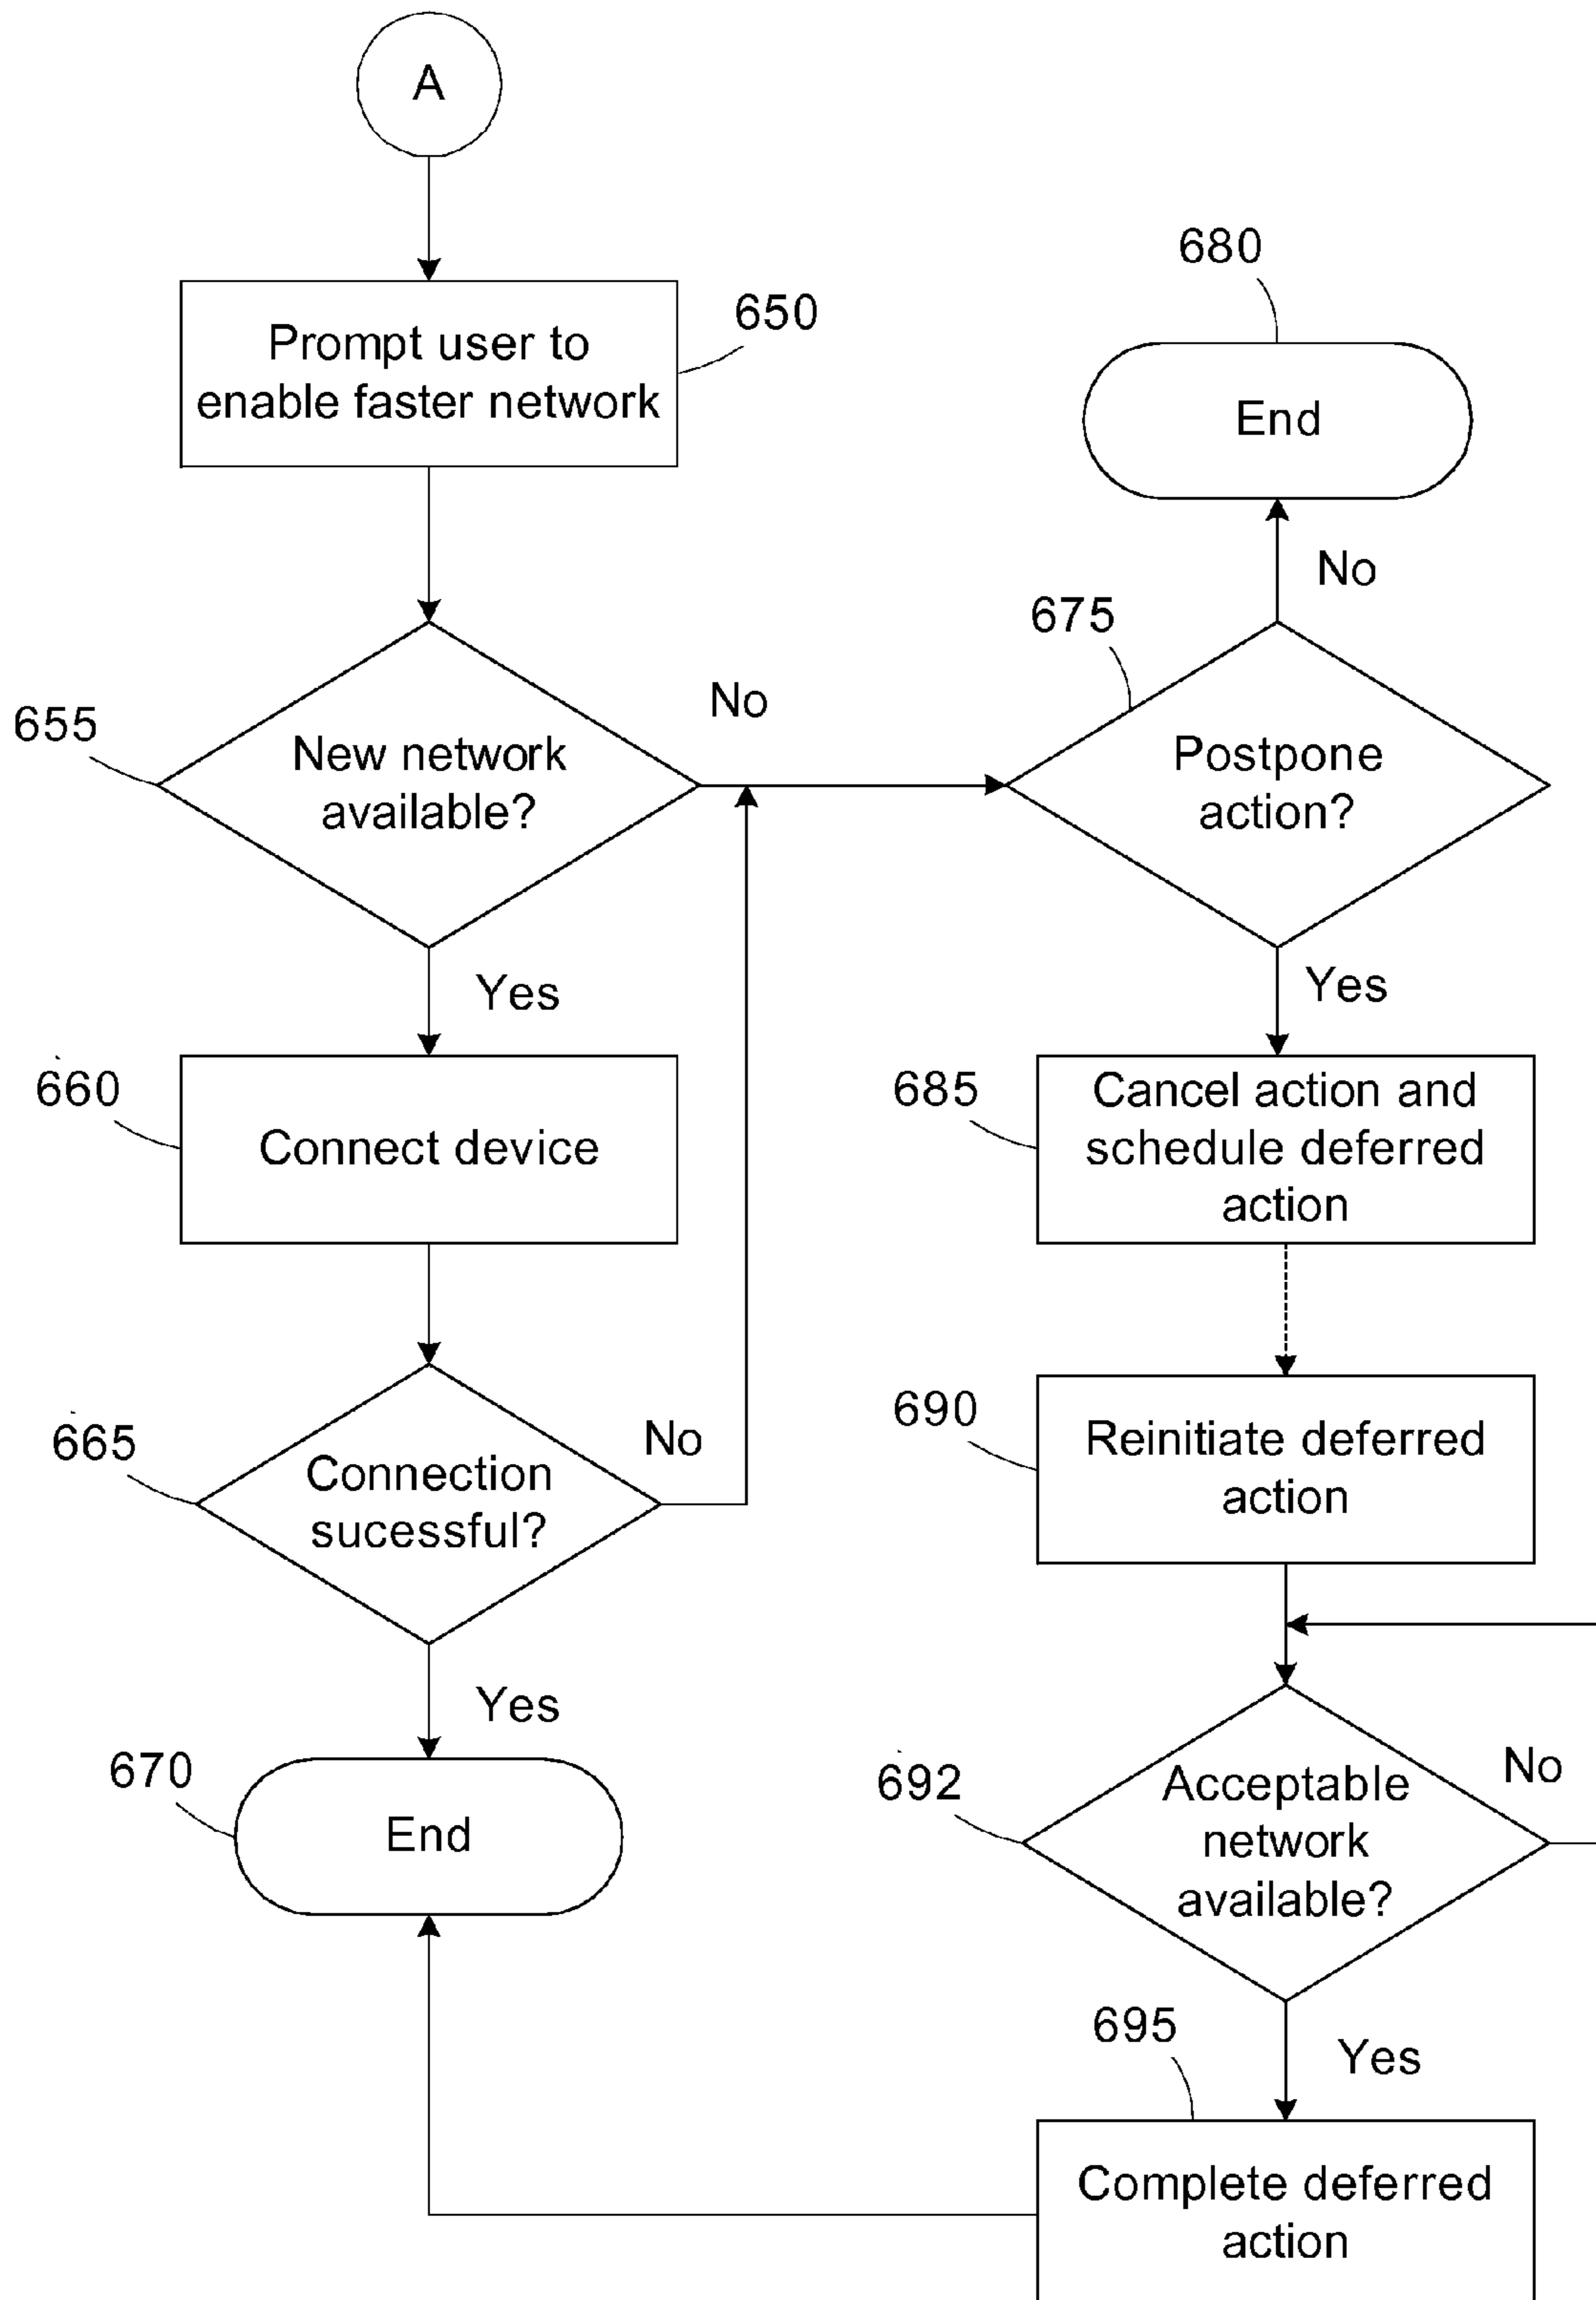 A
650
Prompt user to
enable faster network
680
End
No
675
655
New network
available?
No
Postpone
action?
Yes
Yes
660
Connect device
685
Cancel action and
schedule deferred
action
665
Connection
sucessful?
No
690
Reinitiate deferred
action
Yes
670
End
692
Acceptable
network
available?
No
695
Yes
Complete deferred
action